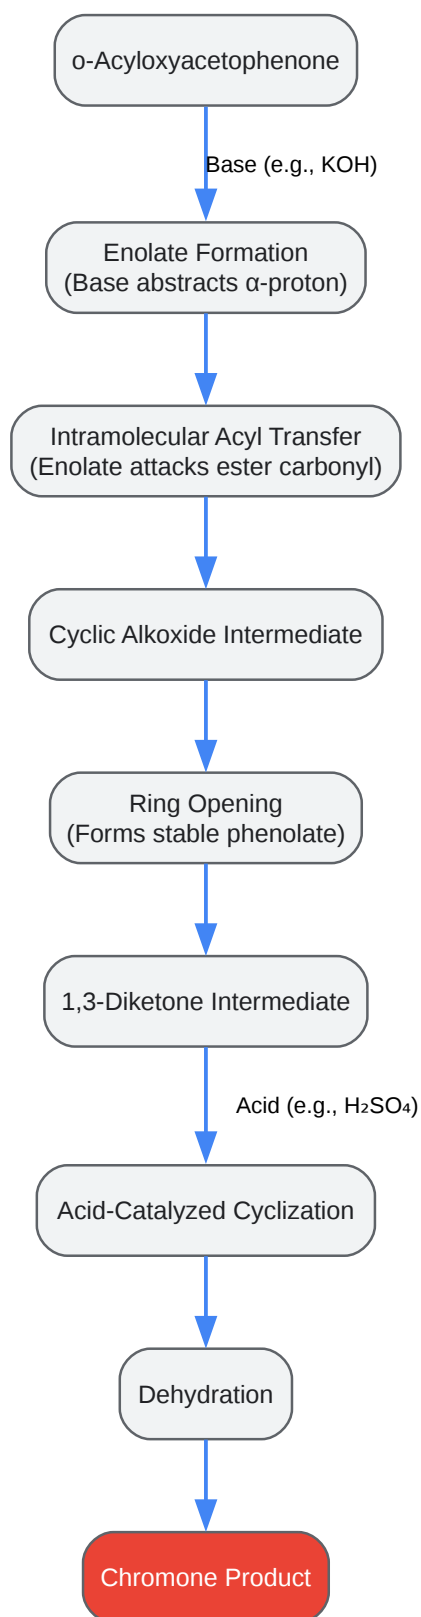 o-Acyloxyacetophenone
Base (e.g., KOH)
Enolate Formation
(Base abstracts α-proton)
Intramolecular Acyl Transfer
(Enolate attacks ester carbonyl)
Cyclic Alkoxide Intermediate
Ring Opening
(Forms stable phenolate)
1,3-Diketone Intermediate
Acid (e.g., H₂SO₄)
Acid-Catalyzed Cyclization
Dehydration
Chromone Product